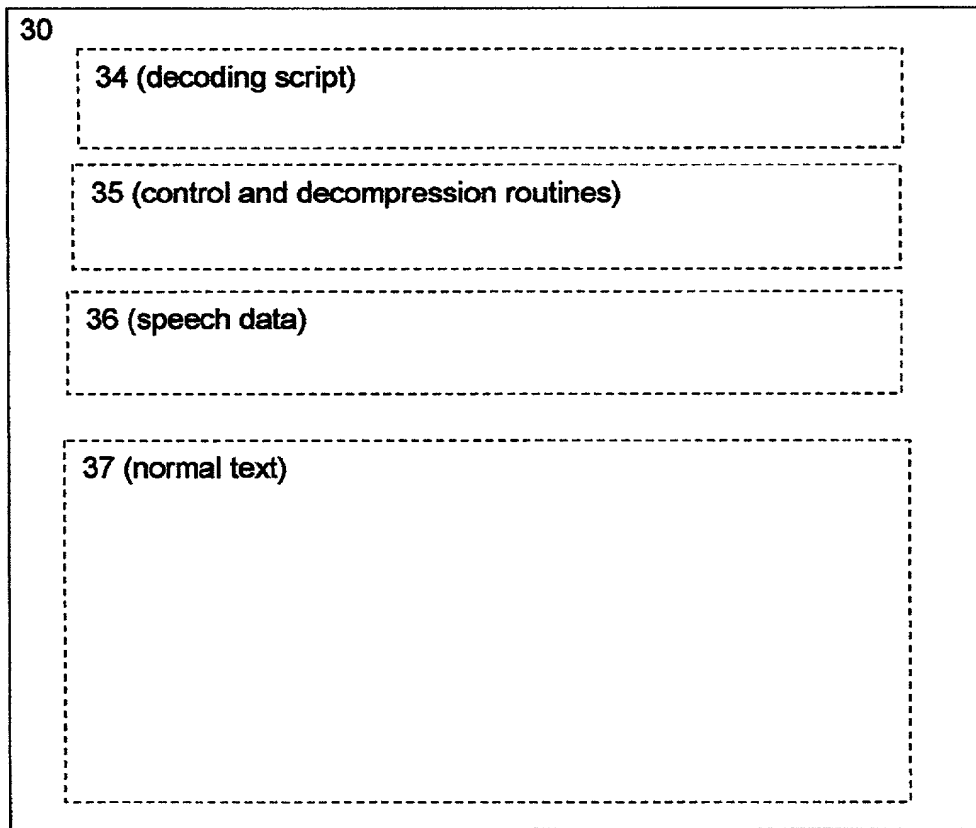 30
34 (decoding script)
35 (control and decompression routines)
36 (speech data)
37 (normal text)